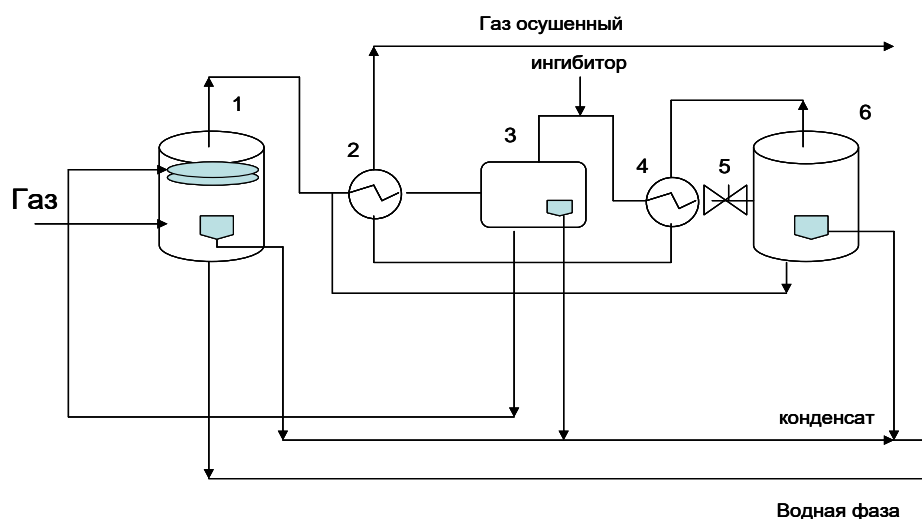 Газ осушенный
ингибитор
1
2
3
4
5
6
Газ
конденсат
Водная фаза